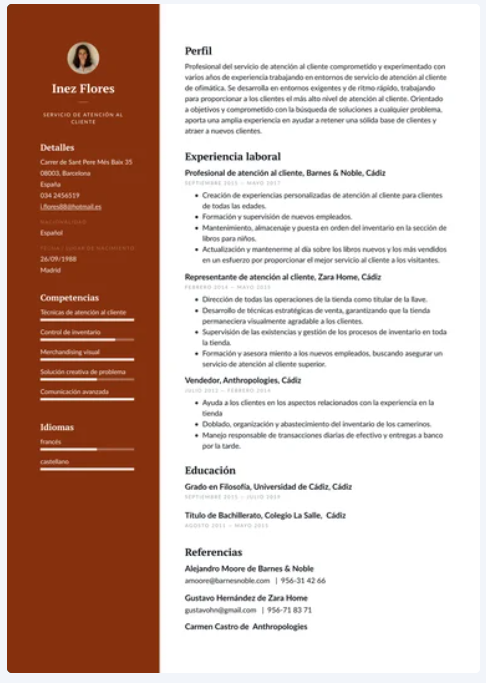 Inez Flores
SERVICIO DE ATENCIÓN AL
CLIENTE
Detalles
Carrer de Sant Pere Més Baix 35
08003, Barcelona
España
034 2456519
i.flores88@hotmail.es
NACIONALIDAD
Español
FECHA / LUGAR DE NACIMIENTO
26/09/1988
Madrid
Competencias
Técnicas de atención al cliente
Control de inventario
Merchandising visual
Solución creativa de problema
Comunicación avanzada
Idiomas
francés
castellano
Perfil
Profesional del servicio de atención al cliente comprometido y experimentado con
varios años de experiencia trabajando en entornos de servicio de atención al cliente
de ofimática. Se desarrolla en entornos exigentes y de ritmo rápido, trabajando
para proporcionar a los clientes el más alto nivel de atención al cliente. Orientado
a objetivos y comprometido con la búsqueda de soluciones a cualquier problema,
aporta una amplia experiencia en ayudar a retener una sólida base de clientes y
atraer a nuevos clientes.
Experiencia laboral
Profesional de atención al cliente, Barnes & Noble, Cádiz
SEPTIEMBRE 2015 — MAYO 2017
• Creación de experiencias personalizadas de atención al cliente para clientes
de todas las edades.
• Formación y supervisión de nuevos empleados.
• Mantenimiento, almacenaje y puesta en orden del inventario en la sección de
libros para niños.
• Actualización y mantenerme al día sobre los libros nuevos y los más vendidos
en un esfuerzo por proporcionar el mejor servicio al cliente a los visitantes.
Representante de atención al cliente, Zara Home, Cádiz
FEBRERO 2014 — MAYO
• Dirección de todas las operaciones de la tienda como titular de la llave.
• Desarrollo de técnicas estratégicas de venta, garantizando que la tienda
permaneciera visualmente agradable a los clientes.
• Supervisión de las existencias y gestión de los procesos de inventario en toda
la tienda.
• Formación y asesora miento a los nuevos empleados, buscando asegurar un
servicio de atención al cliente superior.
Vendedor, Anthropologies, Cádiz
JULIO — FEBRERO 2014
• Ayuda a los clientes en los aspectos relacionados con la experiencia en la
tienda
• Doblado, organización y abastecimiento del inventario de los camerinos.
• Manejo responsable de transacciones diarias de efectivo y entregas a banco
por la tarde.
Educación
Grado en Filosofía, Universidad de Cádiz, Cádiz
SEPTIEMBRE — JULIO
Título de Bachillerato, Colegio La Salle, Cádiz
AGOSTO — MAYO
Referencias
Alejandro Moore de Barnes & Noble
amoore@barnesnoble.com | 956-31 42 66
Gustavo Hernández de Zara Home
gustavohn@gmail.com | 956-71 83 71
Carmen Castro de Anthropologies